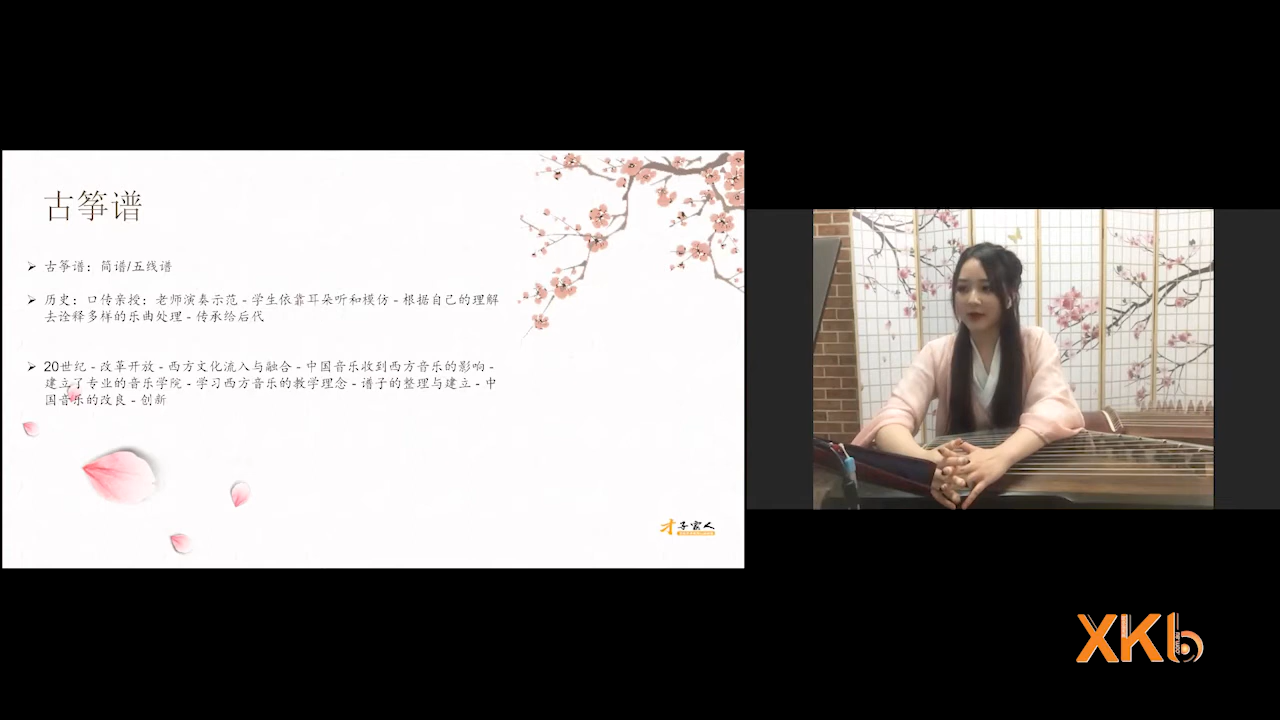 古筝谱
古筝谱：简谱/五线谱
历史：口传亲授：老师演奏示范 - 学生依靠耳朵听和模仿 - 根据自己的理解
去诠释多样的乐曲处理 - 传承给后代
20世纪 - 改革开放 - 西方文化流入与融合 - 中国音乐收到西方音乐的影响 -
建立了专业的音乐学院 - 学习西方音乐的教学理念 - 谱子的整理与建立 - 中
国音乐的改良 - 创新
XKb